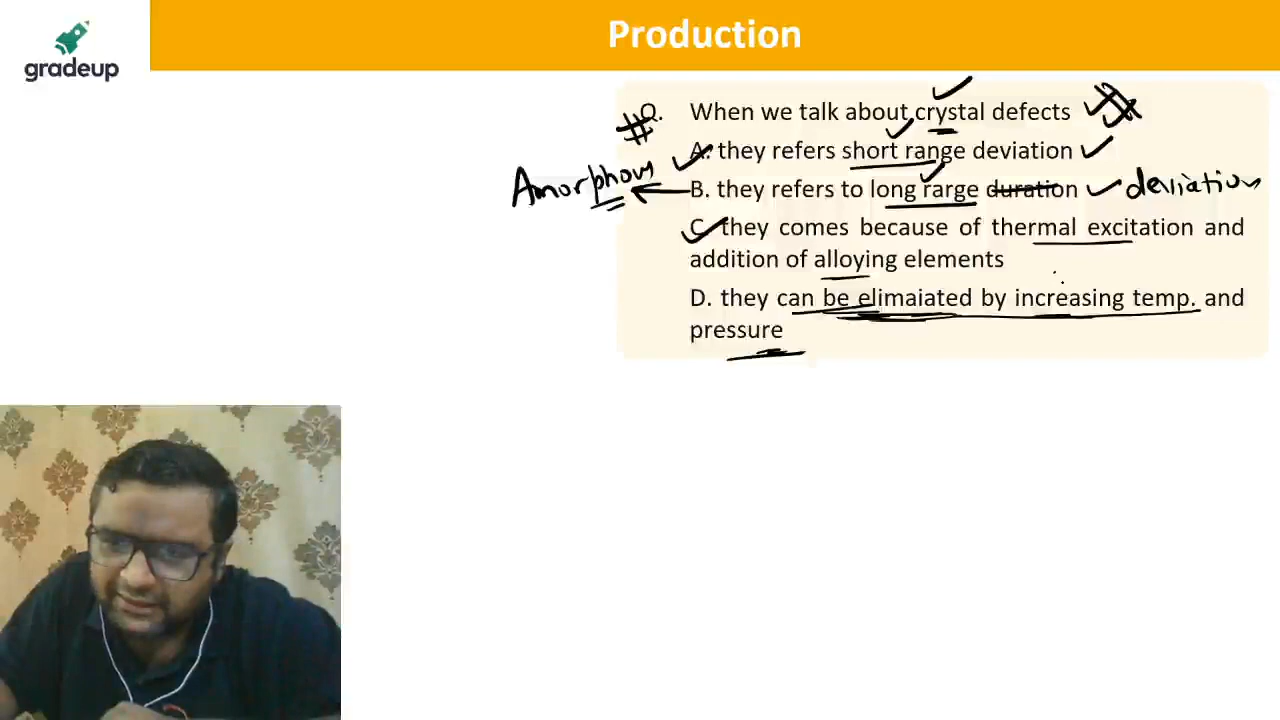 Production
gradeup
Q. When we talk about crystal defects
A. they refers short range deviation
Amorphous
B. they refers to long rarge duration deviation
C. they comes because of thermal excitation and
addition of alloying elements
D. they can be elimaiated by increasing temp. and
pressure